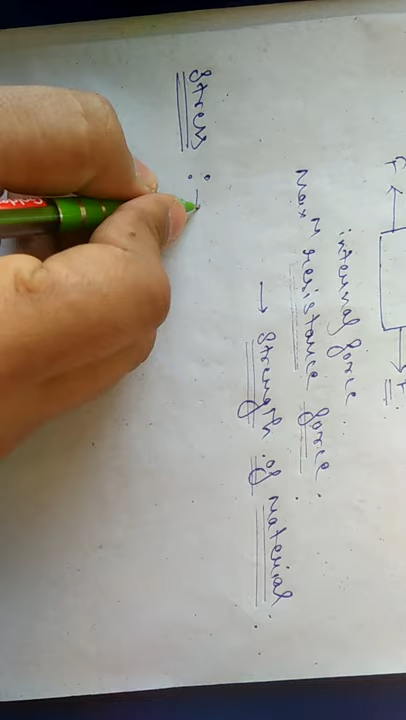 F F
internal force.
Maxᵐ resistance force.
→ Strength of material.
Stress :-